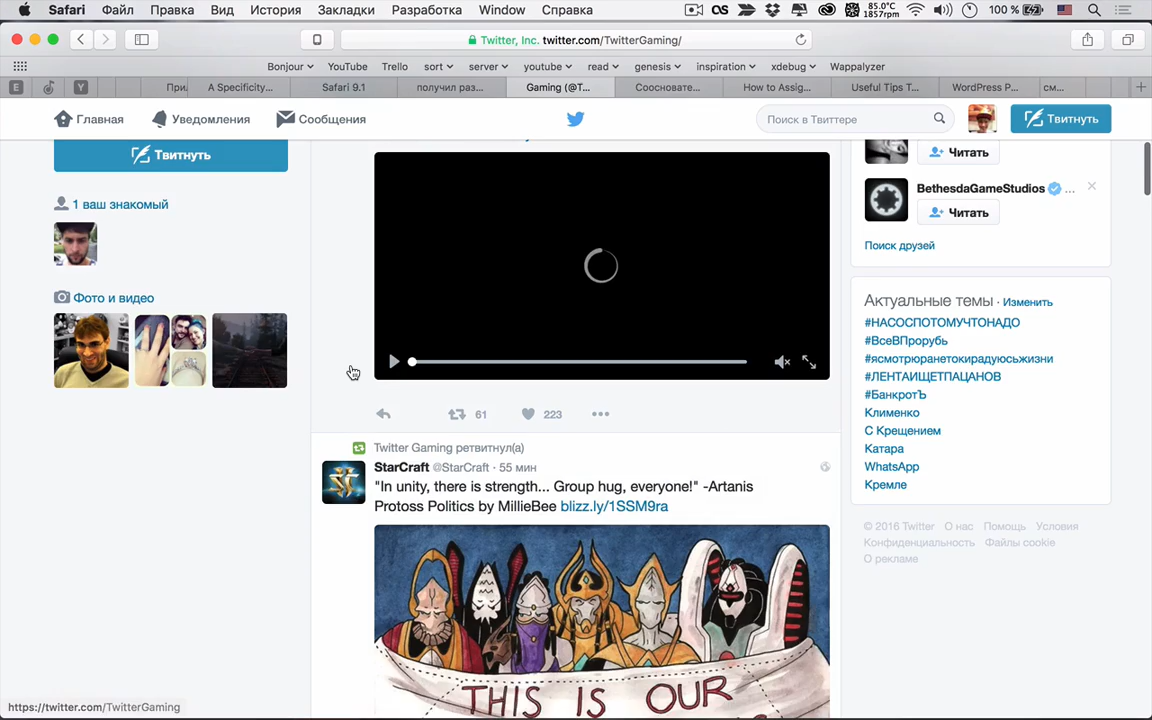 Safari Файл Правка Вид История Закладки Разработка Window Справка
85.0°C
1857rpm
100 %
Twitter, Inc. twitter.com/TwitterGaming/
Bonjour YouTube Trello sort server youtube read genesis inspiration xdebug Wappalyzer
E Y При A Specificity... Safari 9.1 получил раз... Gaming (@T... Соосновате... How to Assig... Useful Tips T... WordPress P... см...
Главная Уведомления Сообщения
Поиск в Твиттере
Твитнуть
Твитнуть
1 ваш знакомый
Фото и видео
61 223
Twitter Gaming ретвитнул(а)
StarCraft @StarCraft · 55 мин
"In unity, there is strength... Group hug, everyone!" -Artanis
Protoss Politics by MillieBee blizz.ly/1SSM9ra
THIS IS OUR
Читать
BethesdaGameStudios ...
Читать
Поиск друзей
Актуальные темы · Изменить
#НАСОСПОТОМУЧТОНАДО
#ВсеВПрорубь
#ясмотрюранетокирадуюсьжизни
#ЛЕНТАИЩЕТПАЦАНОВ
#БанкротЪ
Клименко
С Крещением
Катара
WhatsApp
Кремле
© 2016 Twitter О нас Помощь Условия
Конфиденциальность Файлы cookie
О рекламе
https://twitter.com/TwitterGaming